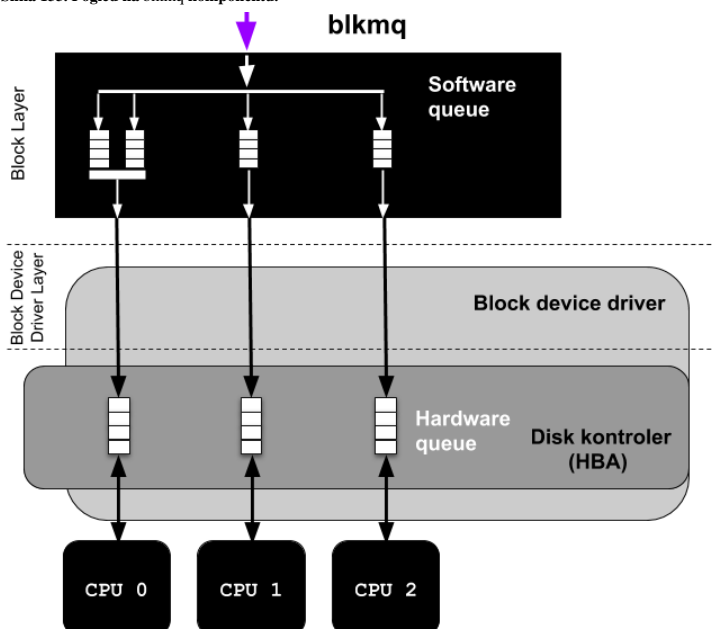 blkmq
Software
queue
Block Layer
Block Device
Driver Layer
Block device driver
Hardware
queue
Disk kontroler
(HBA)
CPU 0
CPU 1
CPU 2